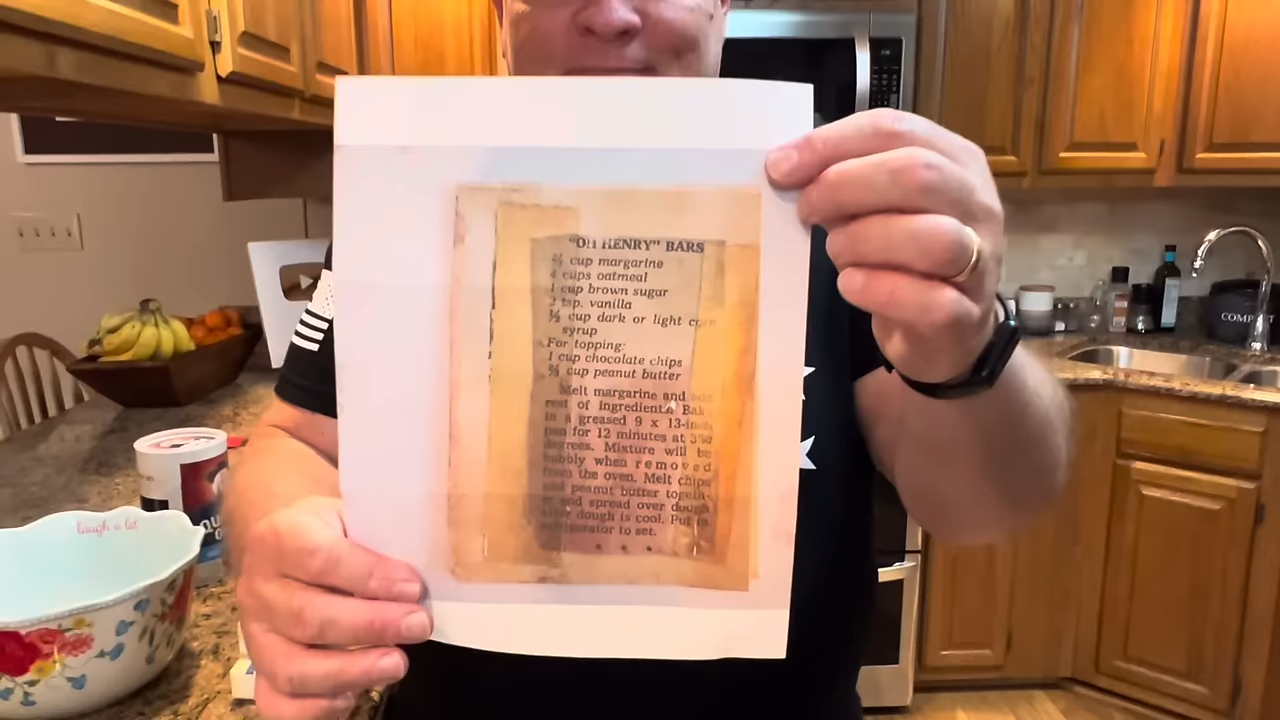 "OH HENRY" BARS
⅔ cup margarine
4 cups oatmeal
1 cup brown sugar
2 tsp. vanilla
½ cup dark or light corn
syrup
For topping:
1 cup chocolate chips
⅔ cup peanut butter
Melt margarine and add
rest of ingredients. Bake
in a greased 9 x 13-inch
pan for 12 minutes at 350
degrees. Mixture will be
bubbly when removed
from the oven. Melt chips
and peanut butter togeth-
er and spread over dough
after dough is cool. Put in
refrigerator to set.
laugh a lot